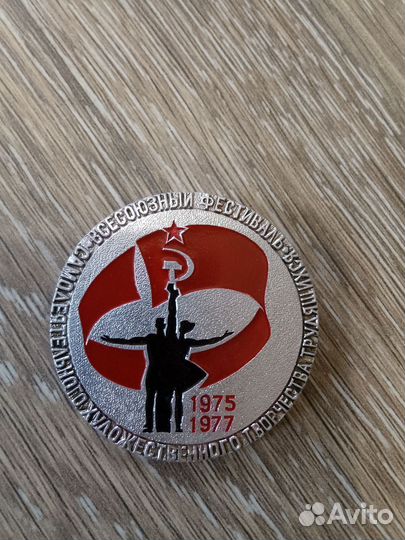 ВСЕСОЮЗНЫЙ ФЕСТИВАЛЬ
САМОДЕЯТЕЛЬНОГО ХУДОЖЕСТВЕННОГО ТВОРЧЕСТВА ТРУДЯЩИХСЯ
1975
1977
Avito